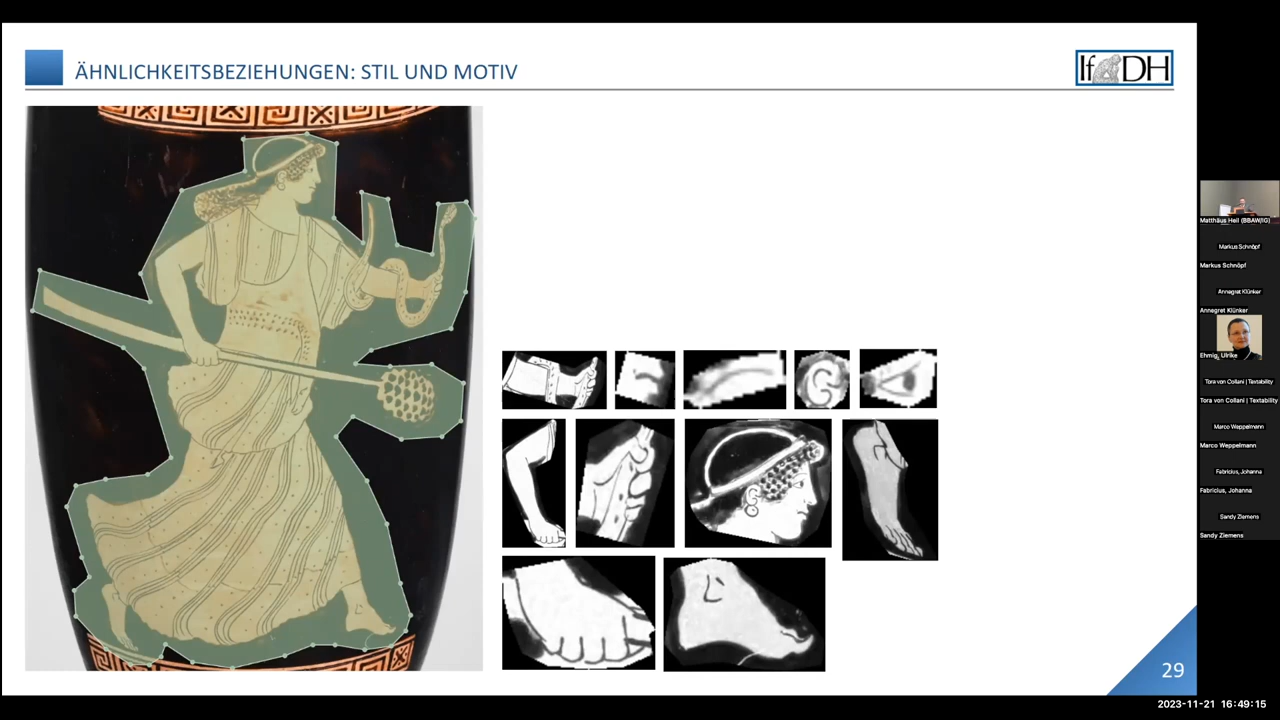 ÄHNLICHKEITSBEZIEHUNGEN: STIL UND MOTIV
If DH
Matthäus Heil (BBAW/IG)
Markus Schnöpf
Markus Schnöpf
Annegret Klünker
Annegret Klünker
Ehmig, Ulrike
Tora von Collani | Textability
Tora von Collani | Textability
Marco Weppelmann
Marco Weppelmann
Fabricius, Johanna
Fabricius, Johanna
Sandy Ziemens
Sandy Ziemens
29
2023-11-21 16:49:15